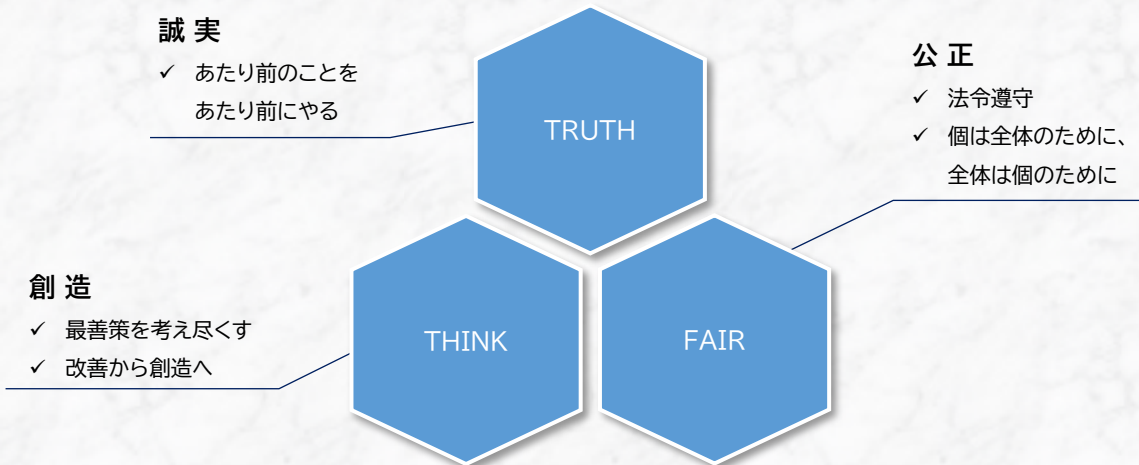 誠 実
✓ あたり前のことを
あたり前にやる
TRUTH
公 正
✓ 法令遵守
✓ 個は全体のために、
全体は個のために
創 造
✓ 最善策を考え尽くす
✓ 改善から創造へ
THINK
FAIR